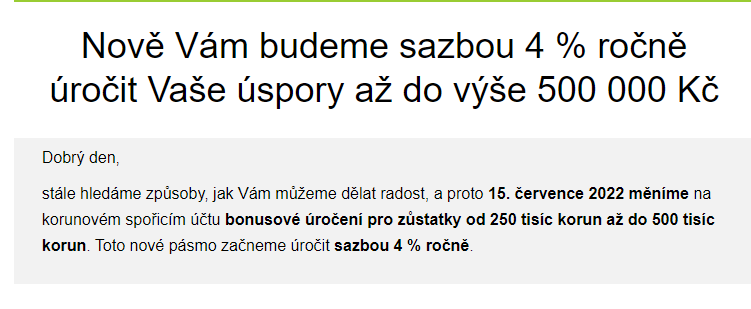 Nově Vám budeme sazbou 4 % ročně
úročit Vaše úspory až do výše 500 000 Kč
Dobrý den,
stále hledáme způsoby, jak Vám můžeme dělat radost, a proto 15. července 2022 měníme na
korunovém spořicím účtu bonusové úročení pro zůstatky od 250 tisíc korun až do 500 tisíc
korun. Toto nové pásmo začneme úročit sazbou 4 % ročně.